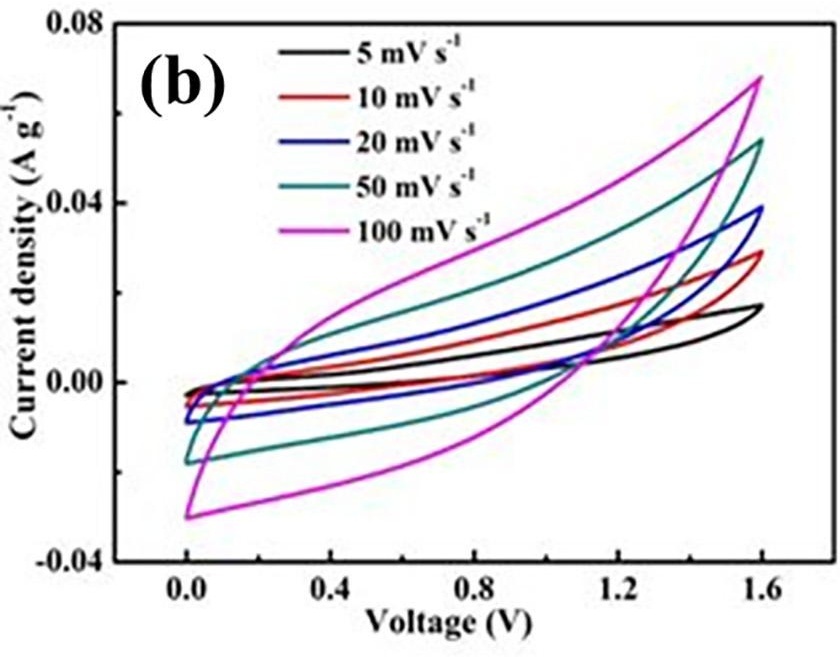 0.08
(b)
5 mV s⁻¹
10 mV s⁻¹
20 mV s⁻¹
50 mV s⁻¹
100 mV s⁻¹
Current density (A g⁻¹)
0.04
0.00
-0.04
0.0 0.4 0.8 1.2 1.6
Voltage (V)